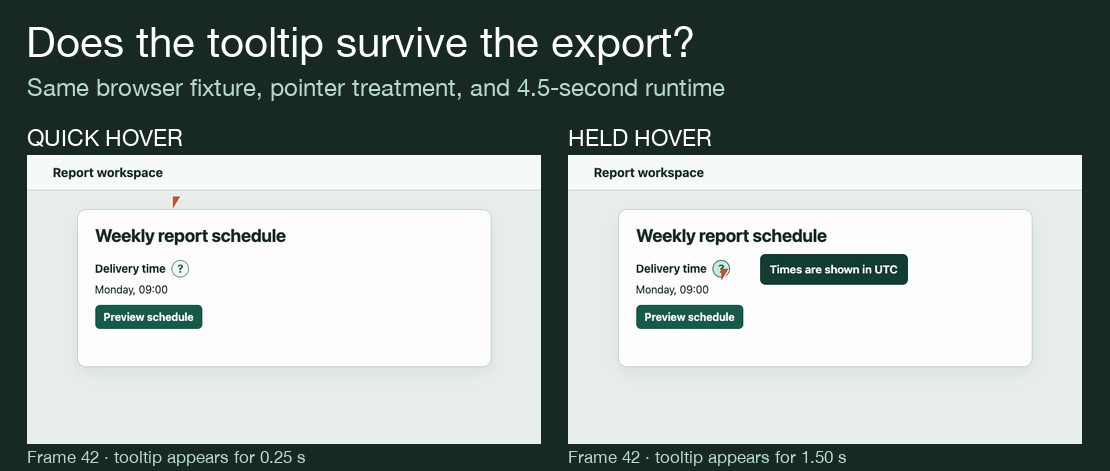 Does the tooltip survive the export?
Same browser fixture, pointer treatment, and 4.5-second runtime
QUICK HOVER
Report workspace
Weekly report schedule
Delivery time ?
Monday, 09:00
Preview schedule
Frame 42 · tooltip appears for 0.25 s
HELD HOVER
Report workspace
Weekly report schedule
Delivery time ?
Times are shown in UTC
Monday, 09:00
Preview schedule
Frame 42 · tooltip appears for 1.50 s